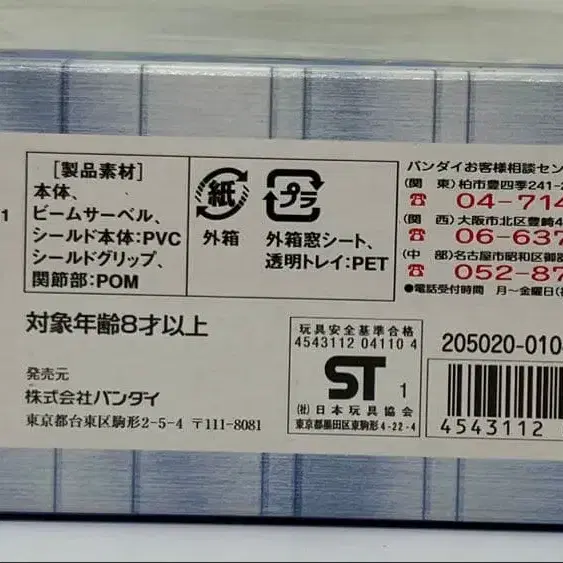 1
[製品素材]
本体、
ビームサーベル、
シールド本体:PVC
シールドグリップ、
関節部:POM
紙
外箱
プラ
外箱窓シート、
透明トレイ:PET
バンダイお客様相談セン
(関 東)柏市豊四季241-2
☎ 04-714
(関 西)大阪市北区豊崎4
☎ 06-637
(中 部)名古屋市昭和区御器
☎ 052-87
●電話受付時間 月〜金曜日(祝
対象年齢8才以上
発売元
株式会社バンダイ
東京都台東区駒形2-5-4 〒111-8081
玩具安全基準合格
4543112 04110 4
ST 1
(社)日本玩具協会
東京都墨田区東駒形4-22-4
205020-010
4543112